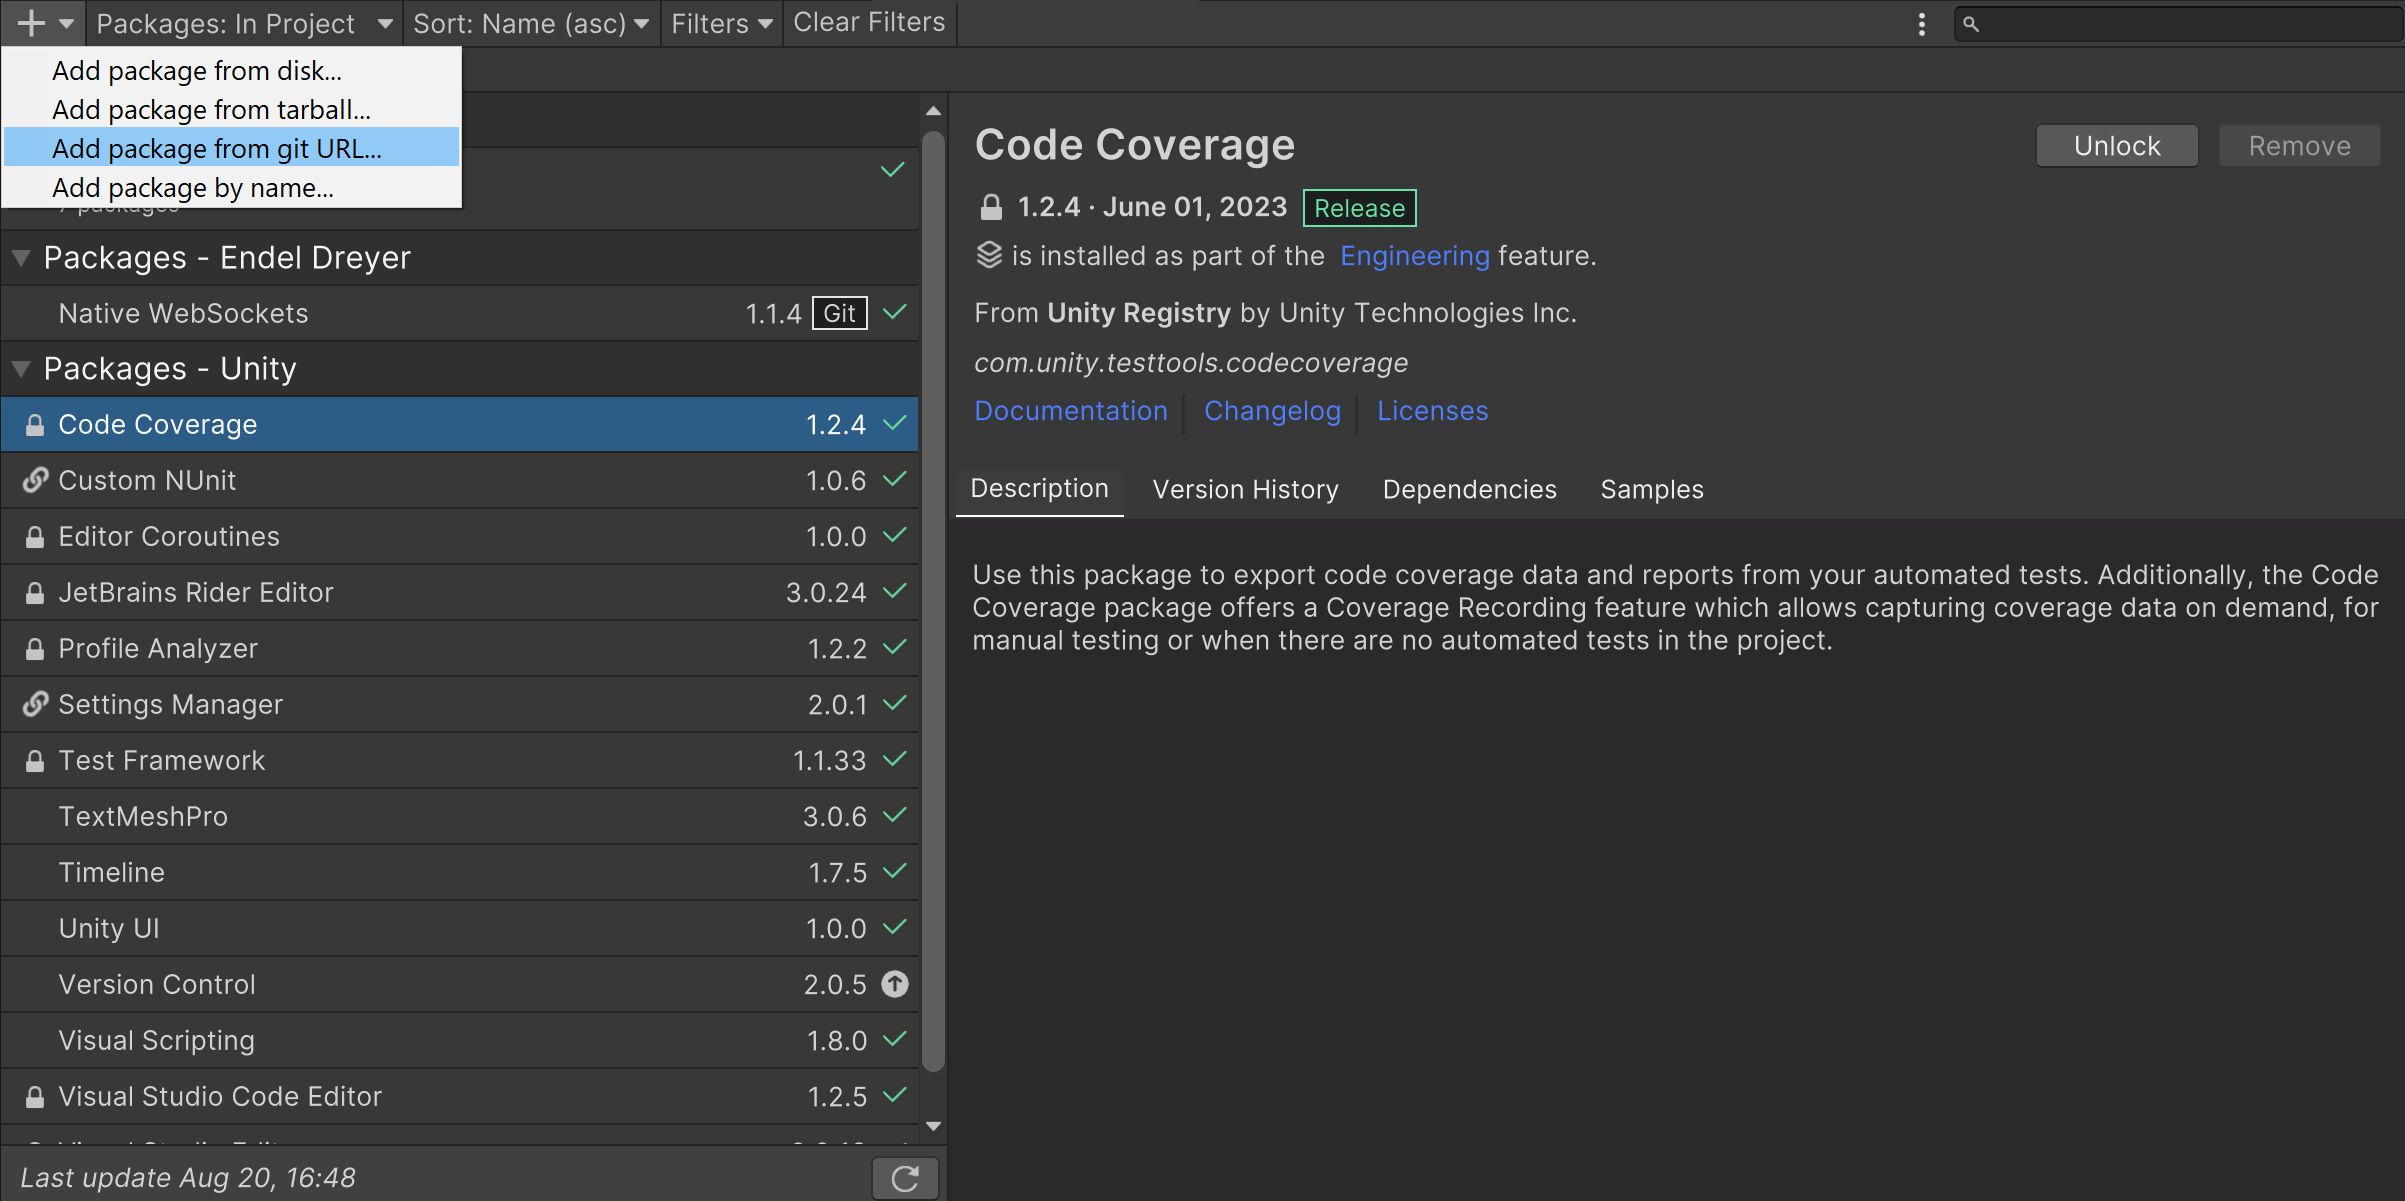 Packages: In Project
Sort: Name (asc)
Filters
Clear Filters
Add package from disk...
Add package from tarball...
Add package from git URL...
Add package by name...
7 packages
Packages - Endel Dreyer
Native WebSockets 1.1.4 Git
Packages - Unity
Code Coverage 1.2.4
Custom NUnit 1.0.6
Editor Coroutines 1.0.0
JetBrains Rider Editor 3.0.24
Profile Analyzer 1.2.2
Settings Manager 2.0.1
Test Framework 1.1.33
TextMeshPro 3.0.6
Timeline 1.7.5
Unity UI 1.0.0
Version Control 2.0.5
Visual Scripting 1.8.0
Visual Studio Code Editor 1.2.5
Last update Aug 20, 16:48
Code Coverage
Unlock
Remove
1.2.4 · June 01, 2023 Release
is installed as part of the Engineering feature.
From Unity Registry by Unity Technologies Inc.
com.unity.testtools.codecoverage
Documentation
Changelog
Licenses
Description
Version History
Dependencies
Samples
Use this package to export code coverage data and reports from your automated tests. Additionally, the Code
Coverage package offers a Coverage Recording feature which allows capturing coverage data on demand, for
manual testing or when there are no automated tests in the project.